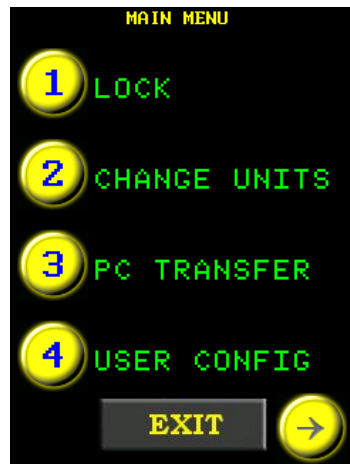 MAIN MENU
1 LOCK
2 CHANGE UNITS
3 PC TRANSFER
4 USER CONFIG
EXIT →